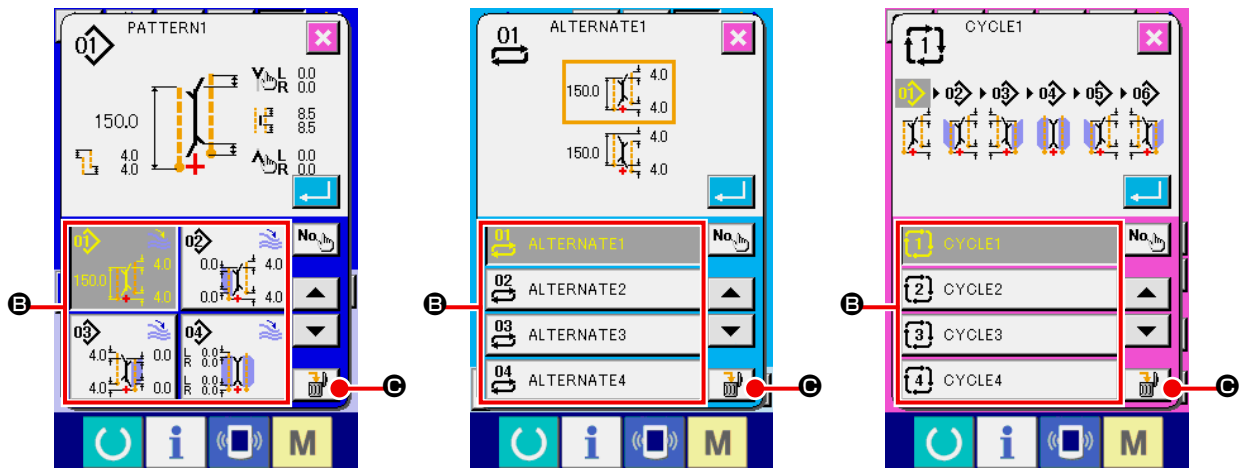 01 PATTERN1
L 0.0
R 0.0
150.0
8.5
8.5
4.0
4.0
L 0.0
R 0.0
B
01
150.0
4.0
4.0
02
0.0
4.0
0.0
4.0
No.
03
4.0
0.0
4.0
0.0
04
L 0.0
R 0.0
L 0.0
R 0.0
C
i
M
01 ALTERNATE1
150.0
4.0
4.0
150.0
4.0
4.0
B
01 ALTERNATE1
No.
02 ALTERNATE2
03 ALTERNATE3
04 ALTERNATE4
C
i
M
1 CYCLE1
01 02 03 04 05 06
B
1 CYCLE1
No.
2 CYCLE2
3 CYCLE3
4 CYCLE4
C
i
M